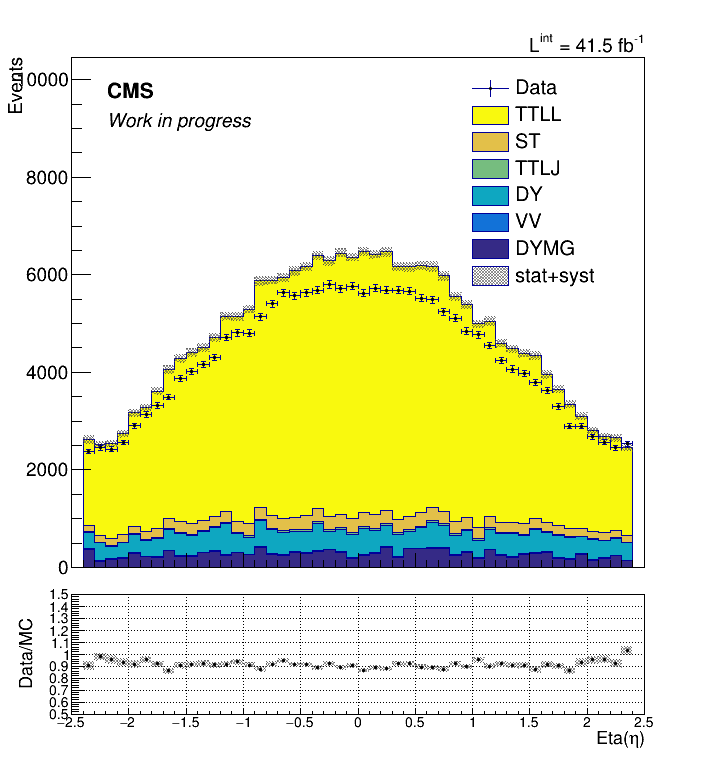 L^int = 41.5 fb^-1
Events
CMS
Work in progress
Data
TTLL
ST
TTLJ
DY
VV
DYMG
stat+syst
0000
8000
6000
4000
2000
0
Data/MC
1.5
1.4
1.3
1.2
1.1
1
0.9
0.8
0.7
0.6
0.5
−2.5 −2 −1.5 −1 −0.5 0 0.5 1 1.5 2 2.5
Eta(η)